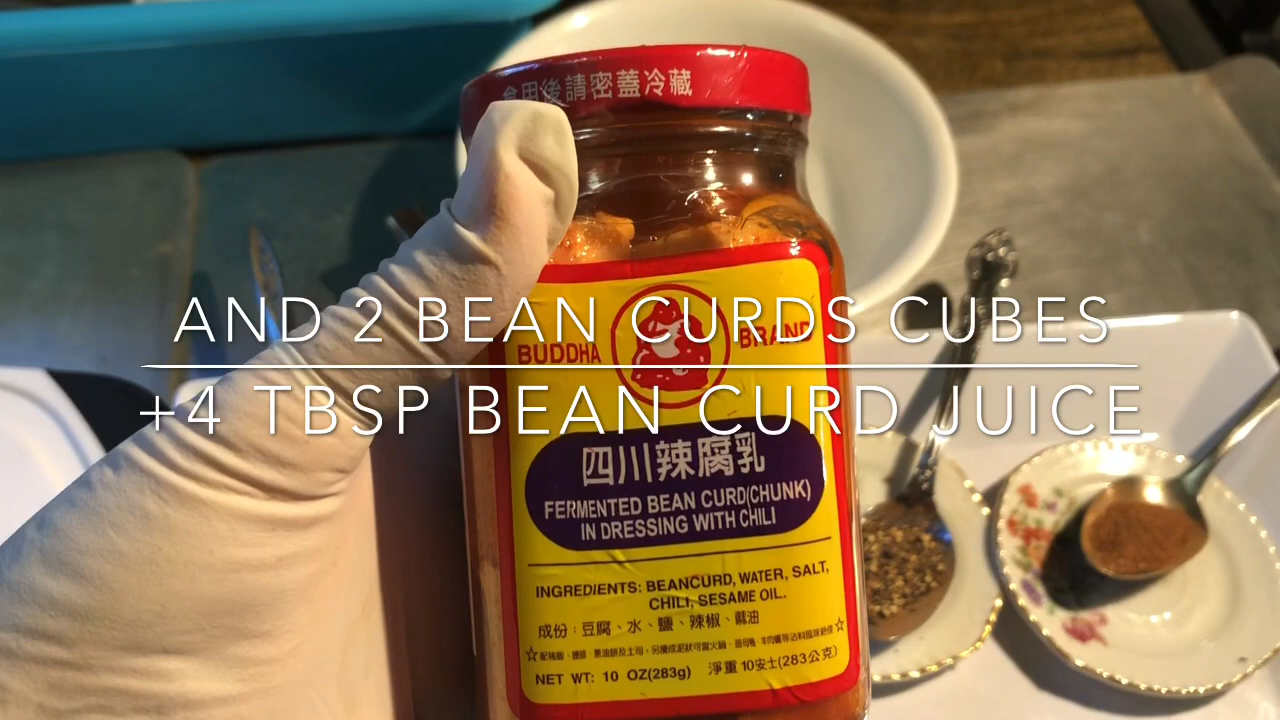 食用後請密蓋冷藏
AND 2 BEAN CURDS CUBES
BUDDHA BRAND
+4 TBSP BEAN CURD JUICE
四川辣腐乳
FERMENTED BEAN CURD(CHUNK)
IN DRESSING WITH CHILI
INGREDIENTS: BEANCURD, WATER, SALT,
CHILI, SESAME OIL.
成份：豆腐、水、鹽、辣椒、蔴油
NET WT: 10 OZ(283g) 淨重10安士(283公克)